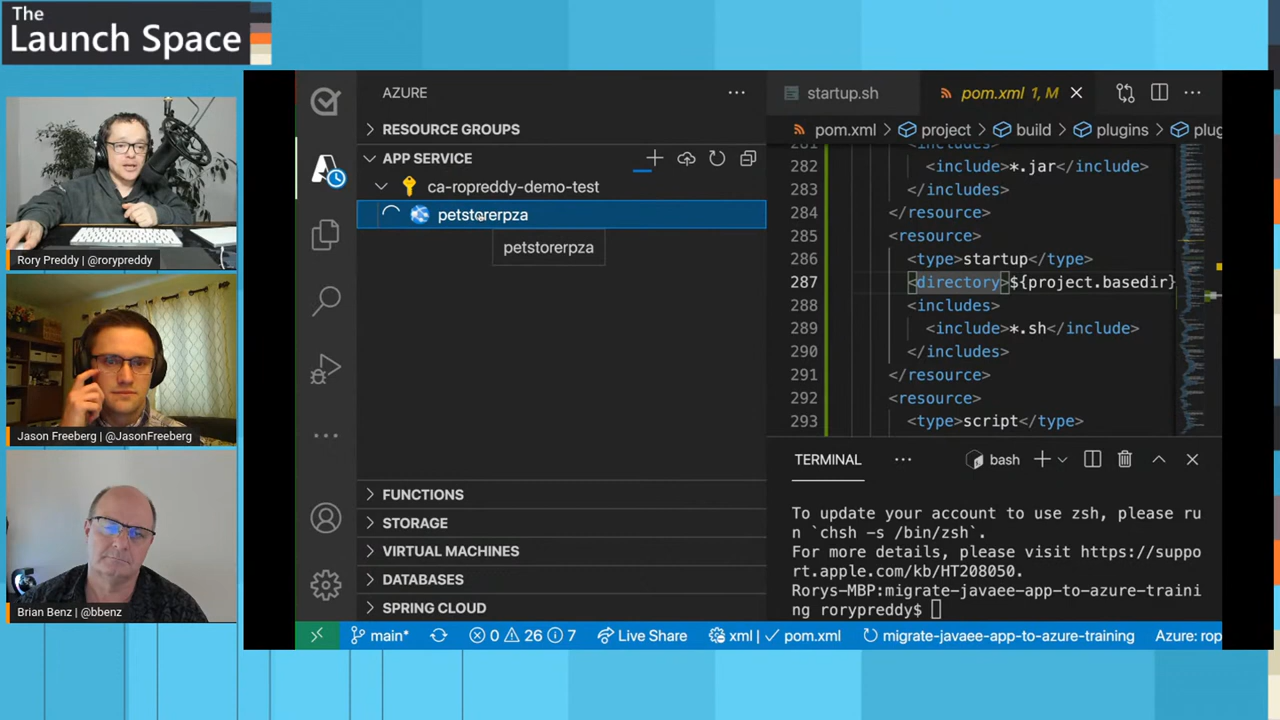 The
Launch Space
Rory Preddy | @rorypreddy
Jason Freeberg | @JasonFreeberg
Brian Benz | @bbenz
AZURE
RESOURCE GROUPS
APP SERVICE
ca-ropreddy-demo-test
petstorerpza
petstorerpza
FUNCTIONS
STORAGE
VIRTUAL MACHINES
DATABASES
SPRING CLOUD
startup.sh
pom.xml 1, M
pom.xml > project > build > plugins > plug
281 <includes>
282 <include>*.jar</include>
283 </includes>
284 </resource>
285 <resource>
286 <type>startup</type>
287 <directory>${project.basedir}
288 <includes>
289 <include>*.sh</include>
290 </includes>
291 </resource>
292 <resource>
293 <type>script</type>
TERMINAL
bash
To update your account to use zsh, please ru
n `chsh -s /bin/zsh`.
For more details, please visit https://suppo
rt.apple.com/kb/HT208050.
Rorys-MBP:migrate-javaee-app-to-azure-traini
ng rorypreddy$
main* 0 26 7 Live Share xml | ✓ pom.xml migrate-javaee-app-to-azure-training Azure: rop